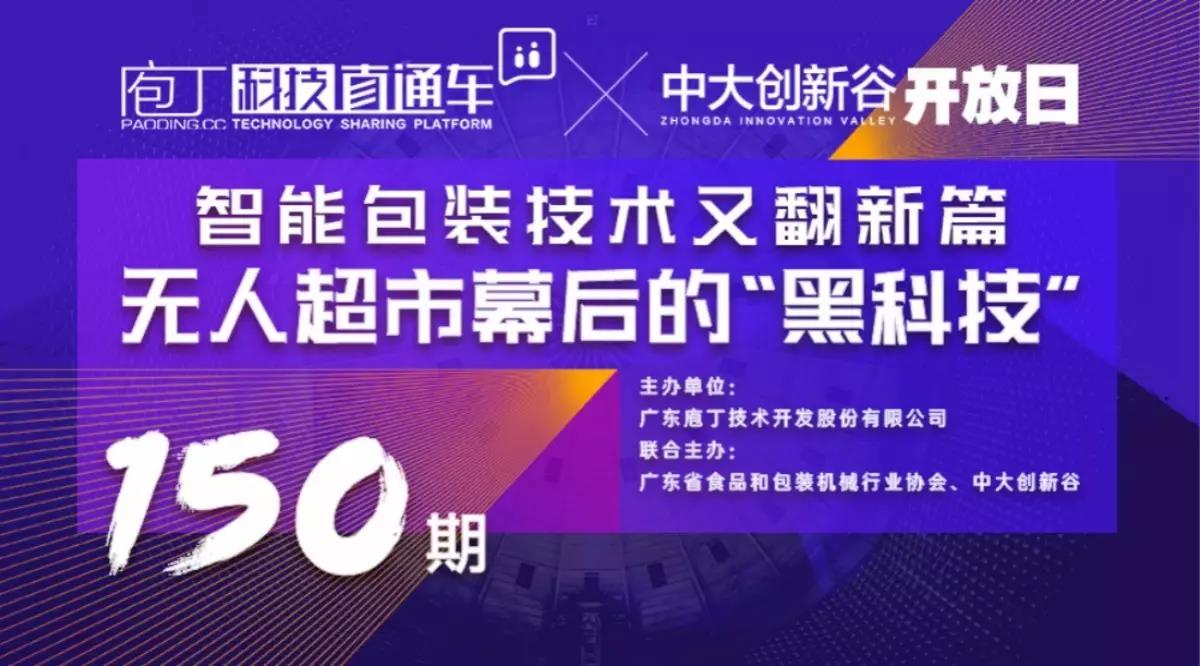 庖丁科技直通车
PAODING.CC TECHNOLOGY SHARING PLATFORM
中大创新谷开放日
ZHONGDA INNOVATION VALLEY
智能包装技术又翻新篇
无人超市幕后的“黑科技”
主办单位：
广东庖丁技术开发股份有限公司
联合主办：
广东省食品和包装机械行业协会、中大创新谷
150期